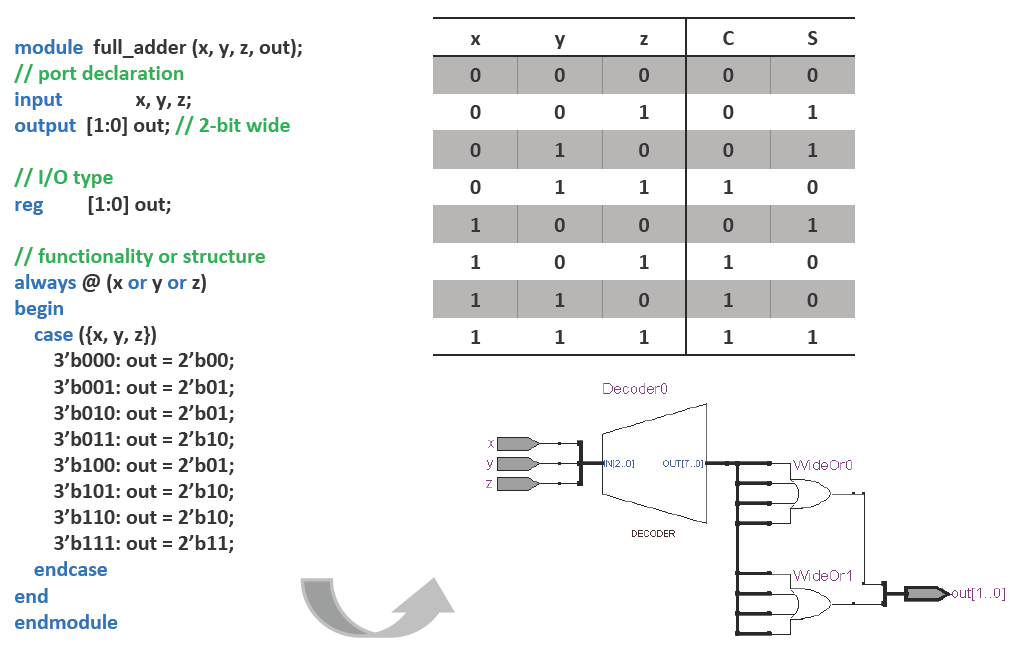 module full_adder (x, y, z, out);
// port declaration
input x, y, z;
output [1:0] out; // 2-bit wide
// I/O type
reg [1:0] out;
// functionality or structure
always @ (x or y or z)
begin
case ({x, y, z})
3’b000: out = 2’b00;
3’b001: out = 2’b01;
3’b010: out = 2’b01;
3’b011: out = 2’b10;
3’b100: out = 2’b01;
3’b101: out = 2’b10;
3’b110: out = 2’b10;
3’b111: out = 2’b11;
endcase
end
endmodule
x y z C S
0 0 0 0 0
0 0 1 0 1
0 1 0 0 1
0 1 1 1 0
1 0 0 0 1
1 0 1 1 0
1 1 0 1 0
1 1 1 1 1
Decoder0
x
y
z
IN[2..0] OUT[7..0]
DECODER
WideOr0
WideOr1
out[1..0]